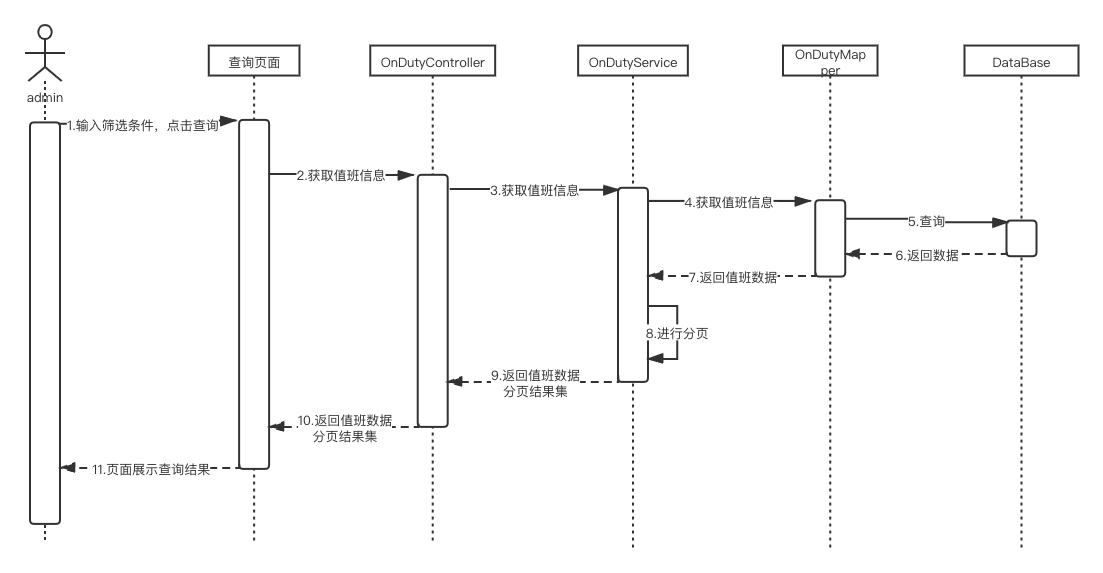 admin
查询页面
OnDutyController
OnDutyService
OnDutyMap
per
DataBase
1.输入筛选条件，点击查询
2.获取值班信息
3.获取值班信息
4.获取值班信息
5.查询
6.返回数据
7.返回值班数据
8.进行分页
9.返回值班数据
分页结果集
10.返回值班数据
分页结果集
11.页面展示查询结果